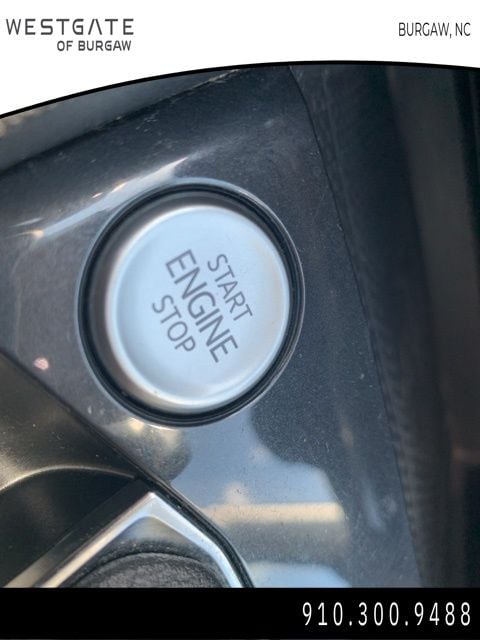 WESTGATE
OF BURGAW
BURGAW, NC
START
ENGINE
STOP
910.300.9488